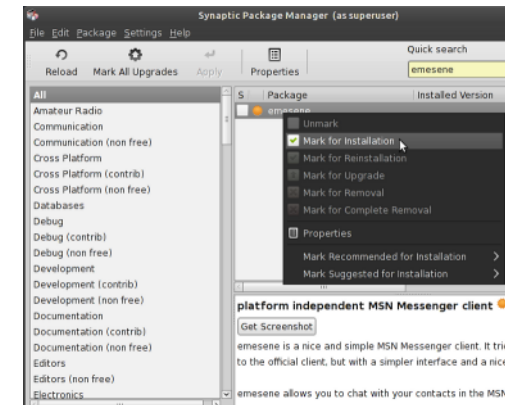 Synaptic Package Manager (as superuser)
File Edit Package Settings Help
Reload Mark All Upgrades Apply Properties
Quick search
emesene
All
Amateur Radio
Communication
Communication (non free)
Cross Platform
Cross Platform (contrib)
Cross Platform (non free)
Databases
Debug
Debug (contrib)
Debug (non free)
Development
Development (contrib)
Development (non free)
Documentation
Documentation (contrib)
Documentation (non free)
Editors
Editors (non free)
Electronics
S Package Installed Version
emesene
Unmark
Mark for Installation
Mark for Reinstallation
Mark for Upgrade
Mark for Removal
Mark for Complete Removal
Properties
Mark Recommended for Installation
Mark Suggested for Installation
platform independent MSN Messenger client
Get Screenshot
emesene is a nice and simple MSN Messenger client. It tri
to the official client, but with a simpler interface and a nice
emesene allows you to chat with your contacts in the MSN